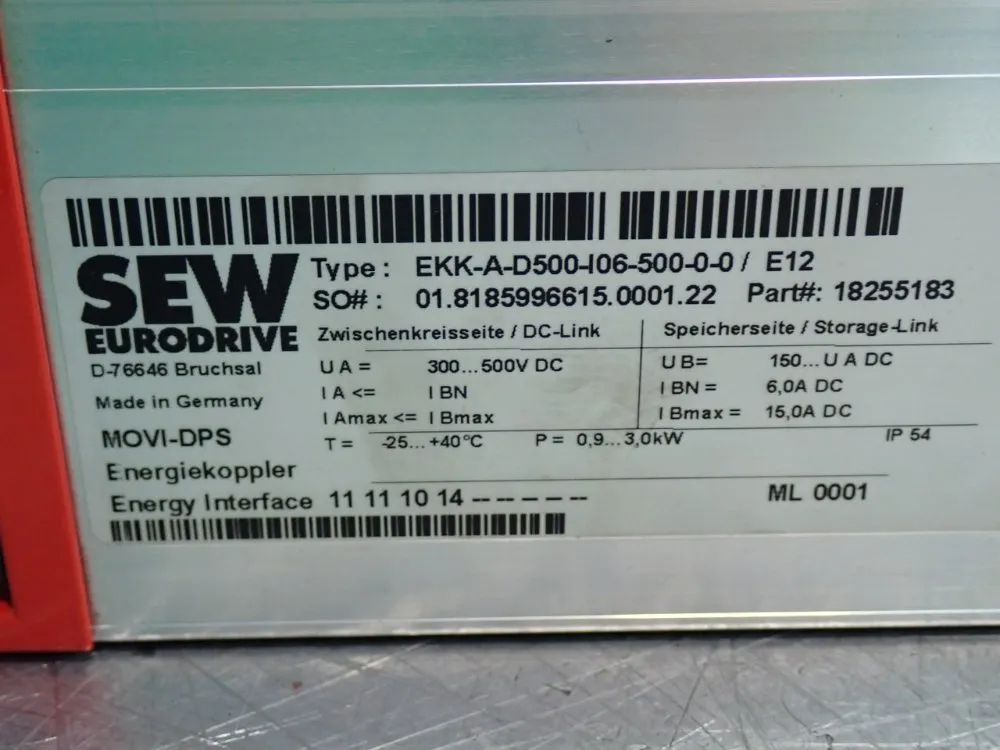 SEW
EURODRIVE
D-76646 Bruchsal
Made in Germany
MOVI-DPS
Energiekoppler
Energy Interface 11 11 10 14 -- -- -- -- --
Type: EKK-A-D500-I06-500-0-0 / E12
SO#: 01.8185996615.0001.22 Part#: 18255183
Zwischenkreisseite / DC-Link
U A = 300...500V DC
I A <= I BN
I Amax <= I Bmax
Speicherseite / Storage-Link
U B= 150...U A DC
I BN = 6,0A DC
I Bmax = 15,0A DC
T = -25... +40°C P = 0,9...3,0kW IP 54
ML 0001